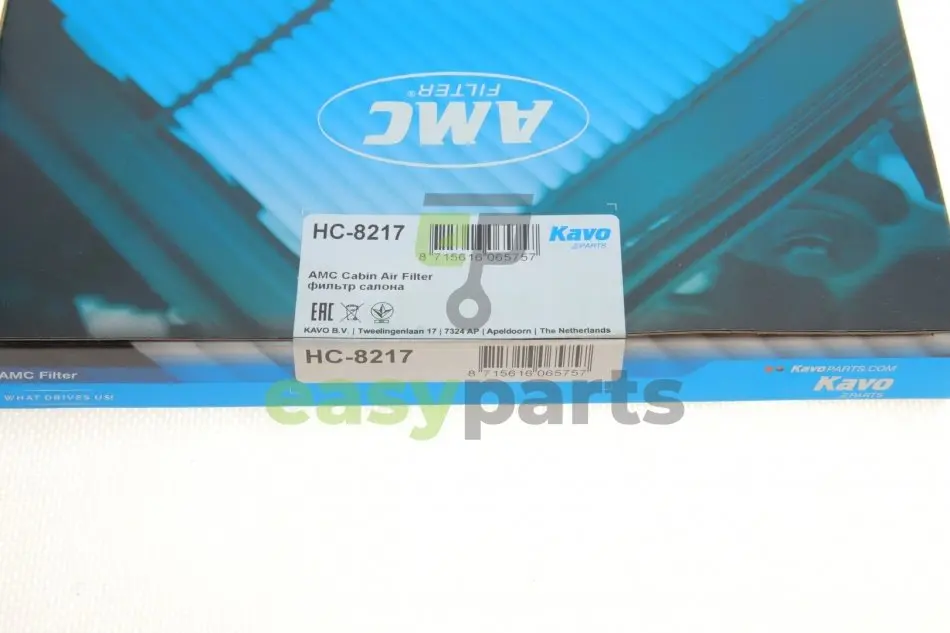 AMC
FILTER®
HC-8217
8 715616 065757
Kavo
PARTS
AMC Cabin Air Filter
фильтр салона
EAC
KAVO B.V. | Tweelingenlaan 17 | 7324 AP | Apeldoorn | The Netherlands
HC-8217
8 715616 065757
AMC Filter
WHAT DRIVES US!
KAVOPARTS.COM
Kavo
PARTS
easyparts